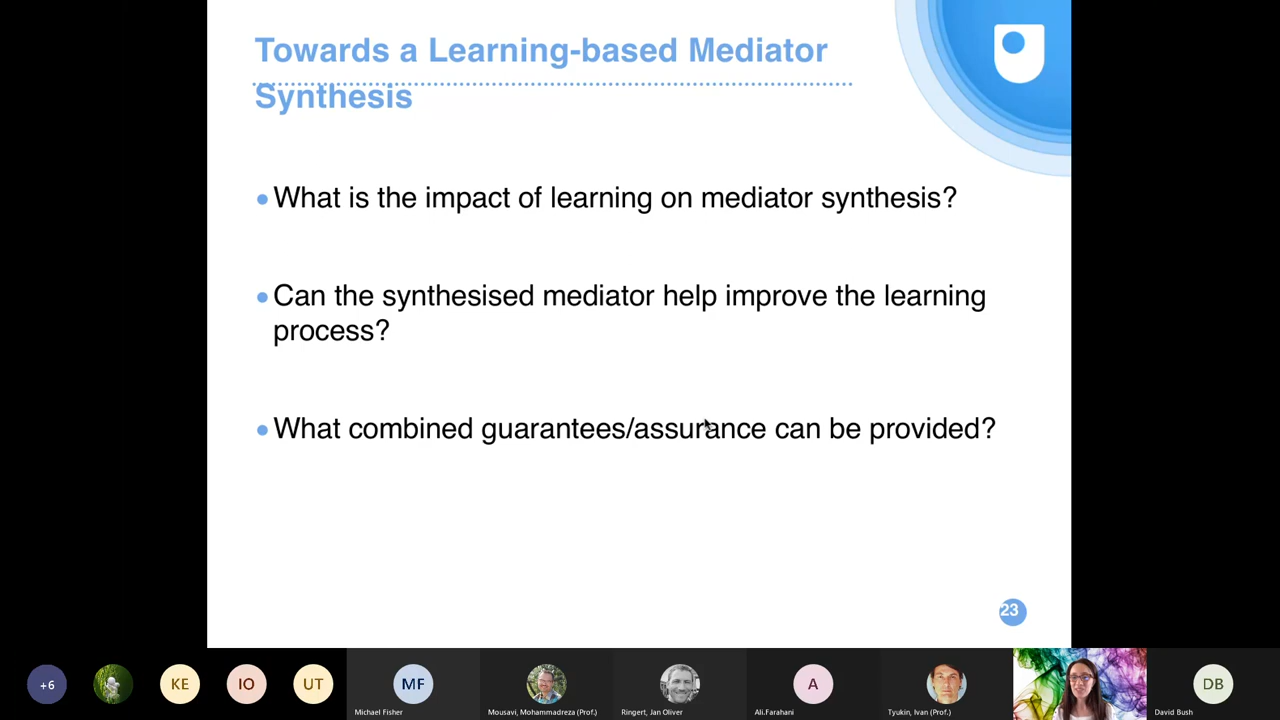 Towards a Learning-based Mediator
Synthesis
What is the impact of learning on mediator synthesis?
Can the synthesised mediator help improve the learning
process?
What combined guarantees/assurance can be provided?
23
+6
KE
IO
UT
MF
A
DB
Michael Fisher
Mousavi, Mohammadreza (Prof.)
Ringert, Jan Oliver
Ali.Farahani
Tyukin, Ivan (Prof.)
David Bush